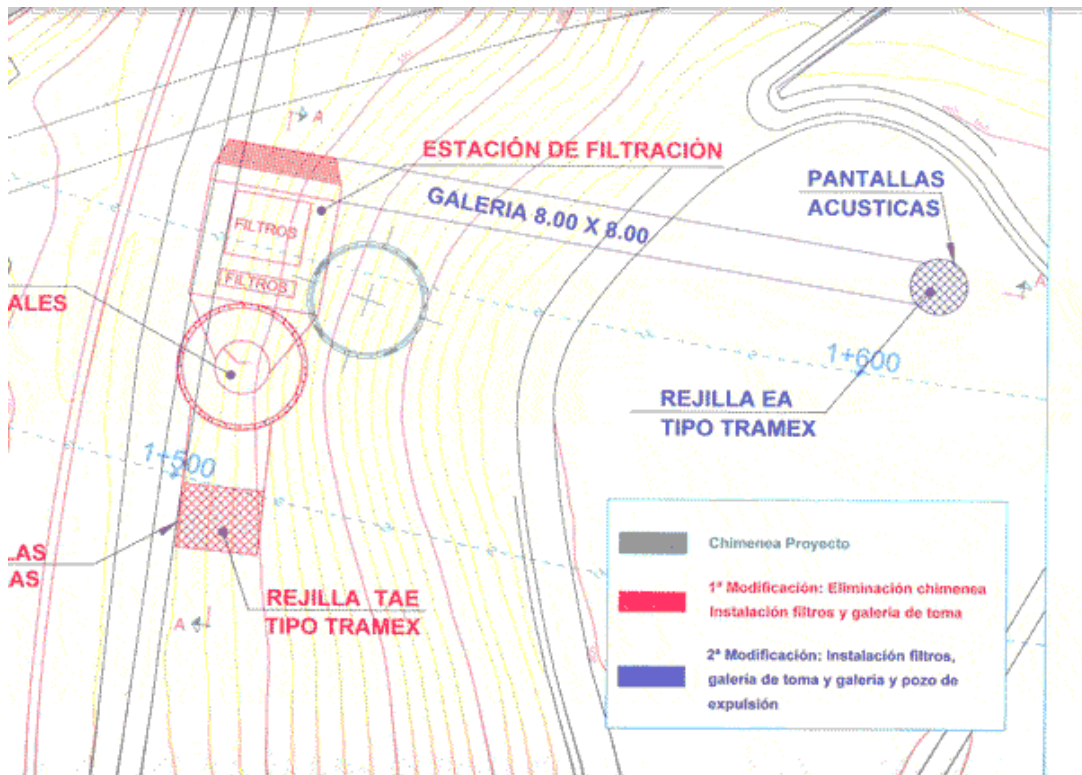 A
ESTACIÓN DE FILTRACIÓN
GALERIA 8.00 X 8.00
PANTALLAS
ACUSTICAS
FILTROS
FILTROS
ALES
A
1+600
REJILLA EA
TIPO TRAMEX
1+500
LAS
AS
REJILLA TAE
TIPO TRAMEX
A
Chimenea Proyecto
1ª Modificación: Eliminación chimenea
Instalación filtros y galería de toma
2ª Modificación: Instalación filtros,
galería de toma y galería y pozo de
expulsión